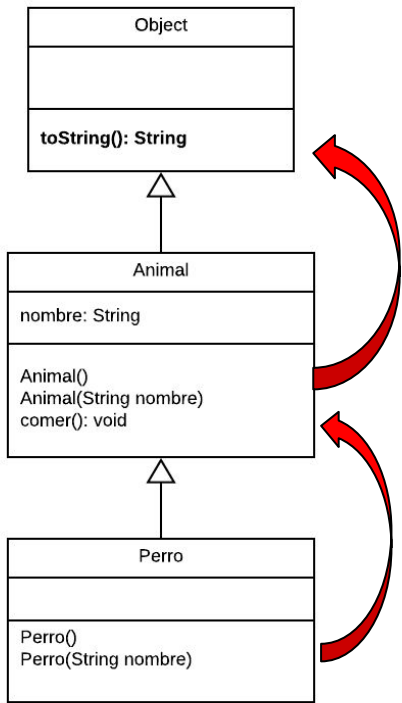 Object
toString(): String
Animal
nombre: String
Animal()
Animal(String nombre)
comer(): void
Perro
Perro()
Perro(String nombre)